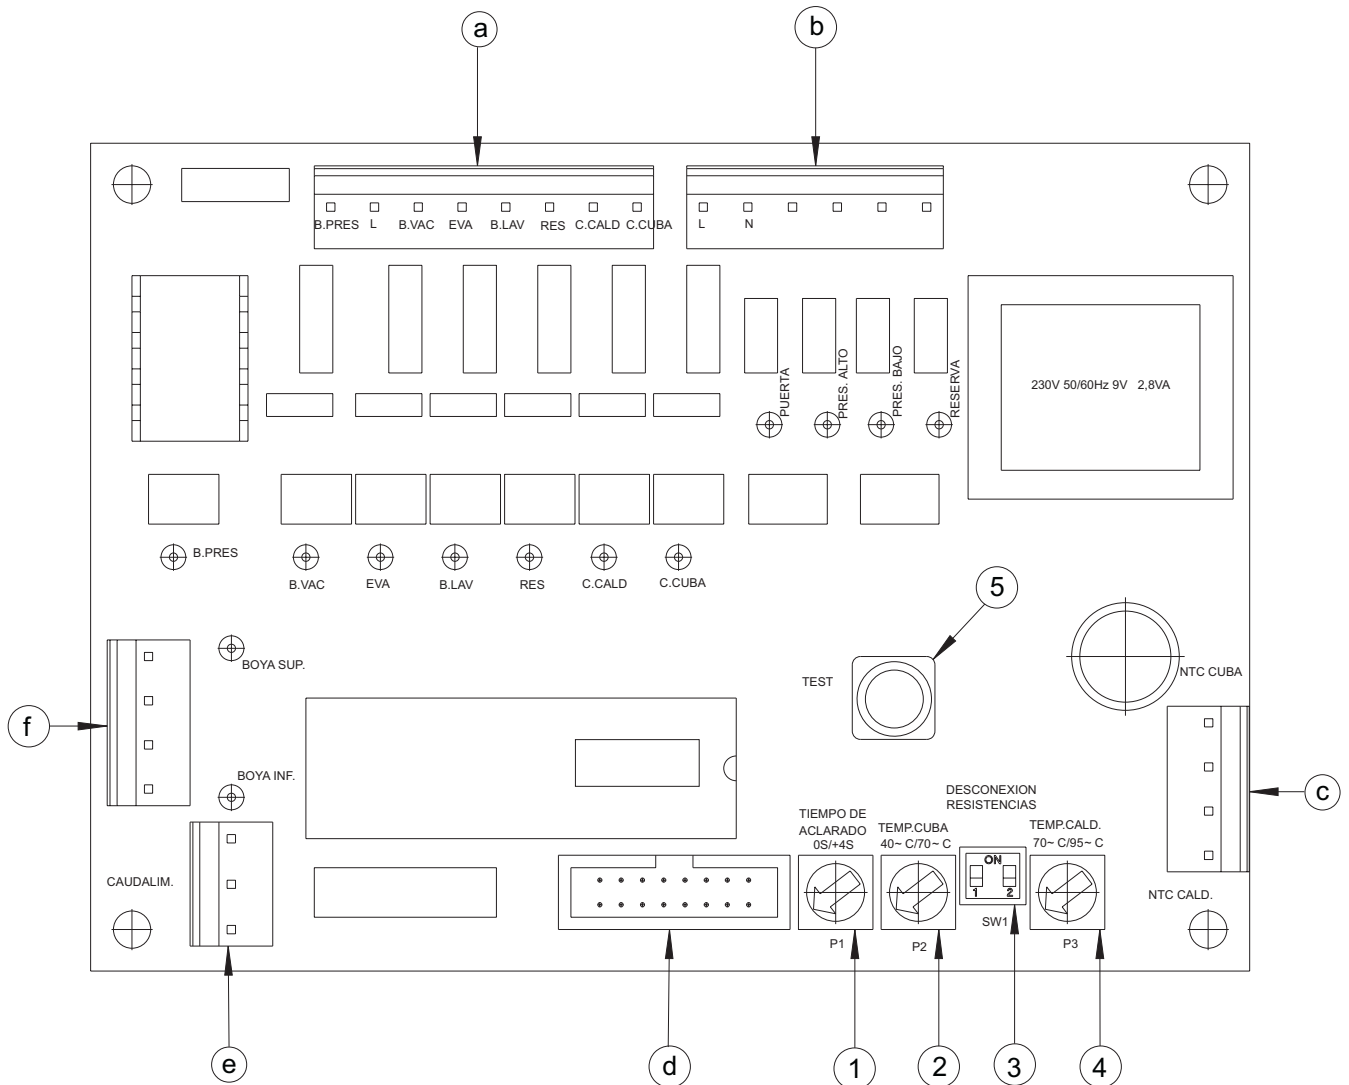 a
b
B.PRES L B.VAC EVA B.LAV RES C.CALD C.CUBA
L N
PUERTA
PRES. ALTO
PRES. BAJO
RESERVA
230V 50/60Hz 9V 2,8VA
B.PRES
B.VAC EVA B.LAV RES C.CALD C.CUBA
5
BOYA SUP.
TEST
NTC CUBA
f
BOYA INF.
c
DESCONEXION
RESISTENCIAS
TIEMPO DE
ACLARADO
0S/+4S
TEMP.CUBA
40~ C/70~ C
TEMP.CALD.
70~ C/95~ C
ON
1 2
CAUDALIM.
NTC CALD.
P1
P2
SW1
P3
e
d
1
2
3
4